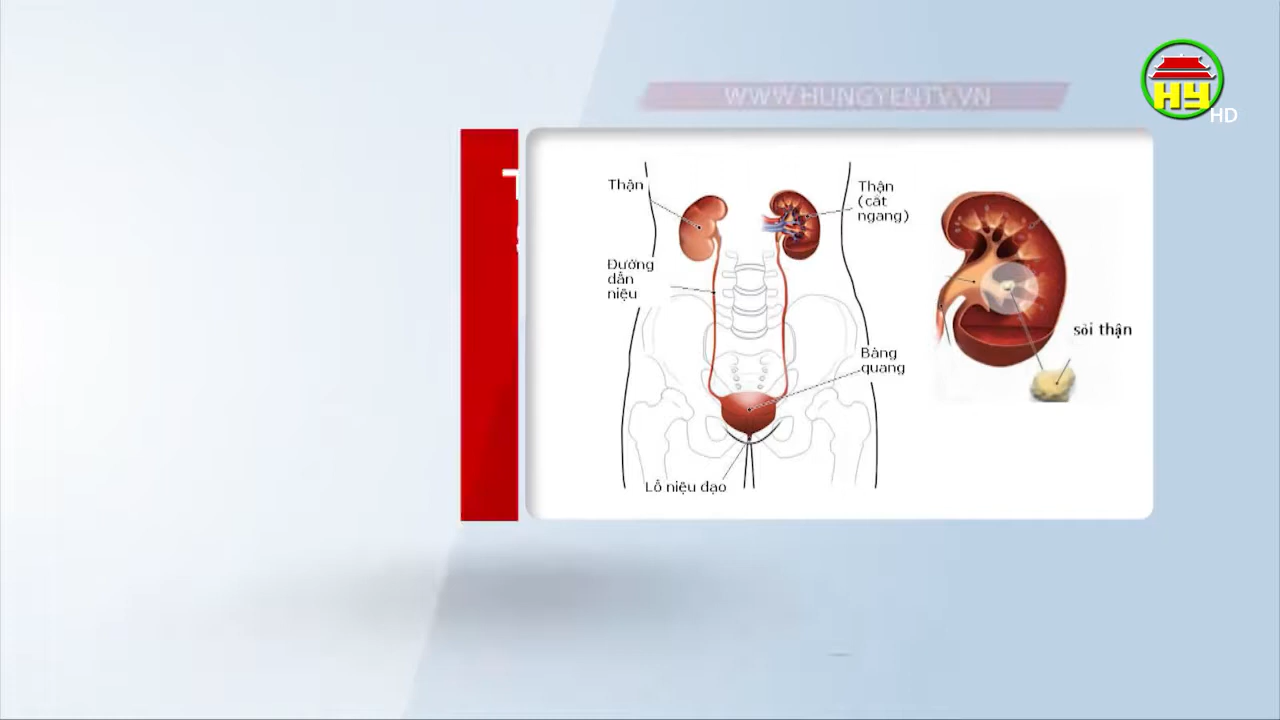 WWW.HUNGYENTV.VN
HY
HD
Thận
Thận
(cắt
ngang)
Đường
dẫn
niệu
sỏi thận
Bàng
quang
Lỗ niệu đạo